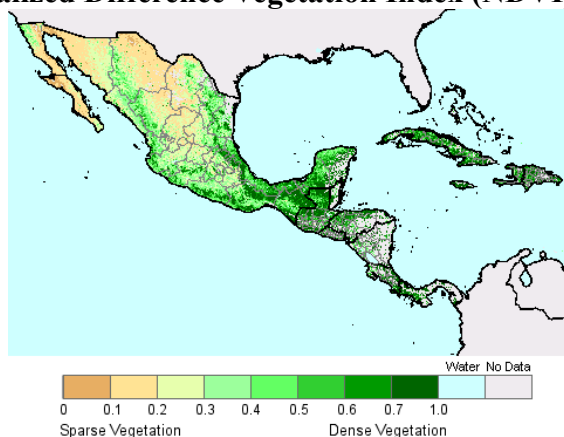 Difference Vegetation Index (NDVI
Water No Data
0 0.1 0.2 0.3 0.4 0.5 0.6 0.7 1.0
Sparse Vegetation Dense Vegetation